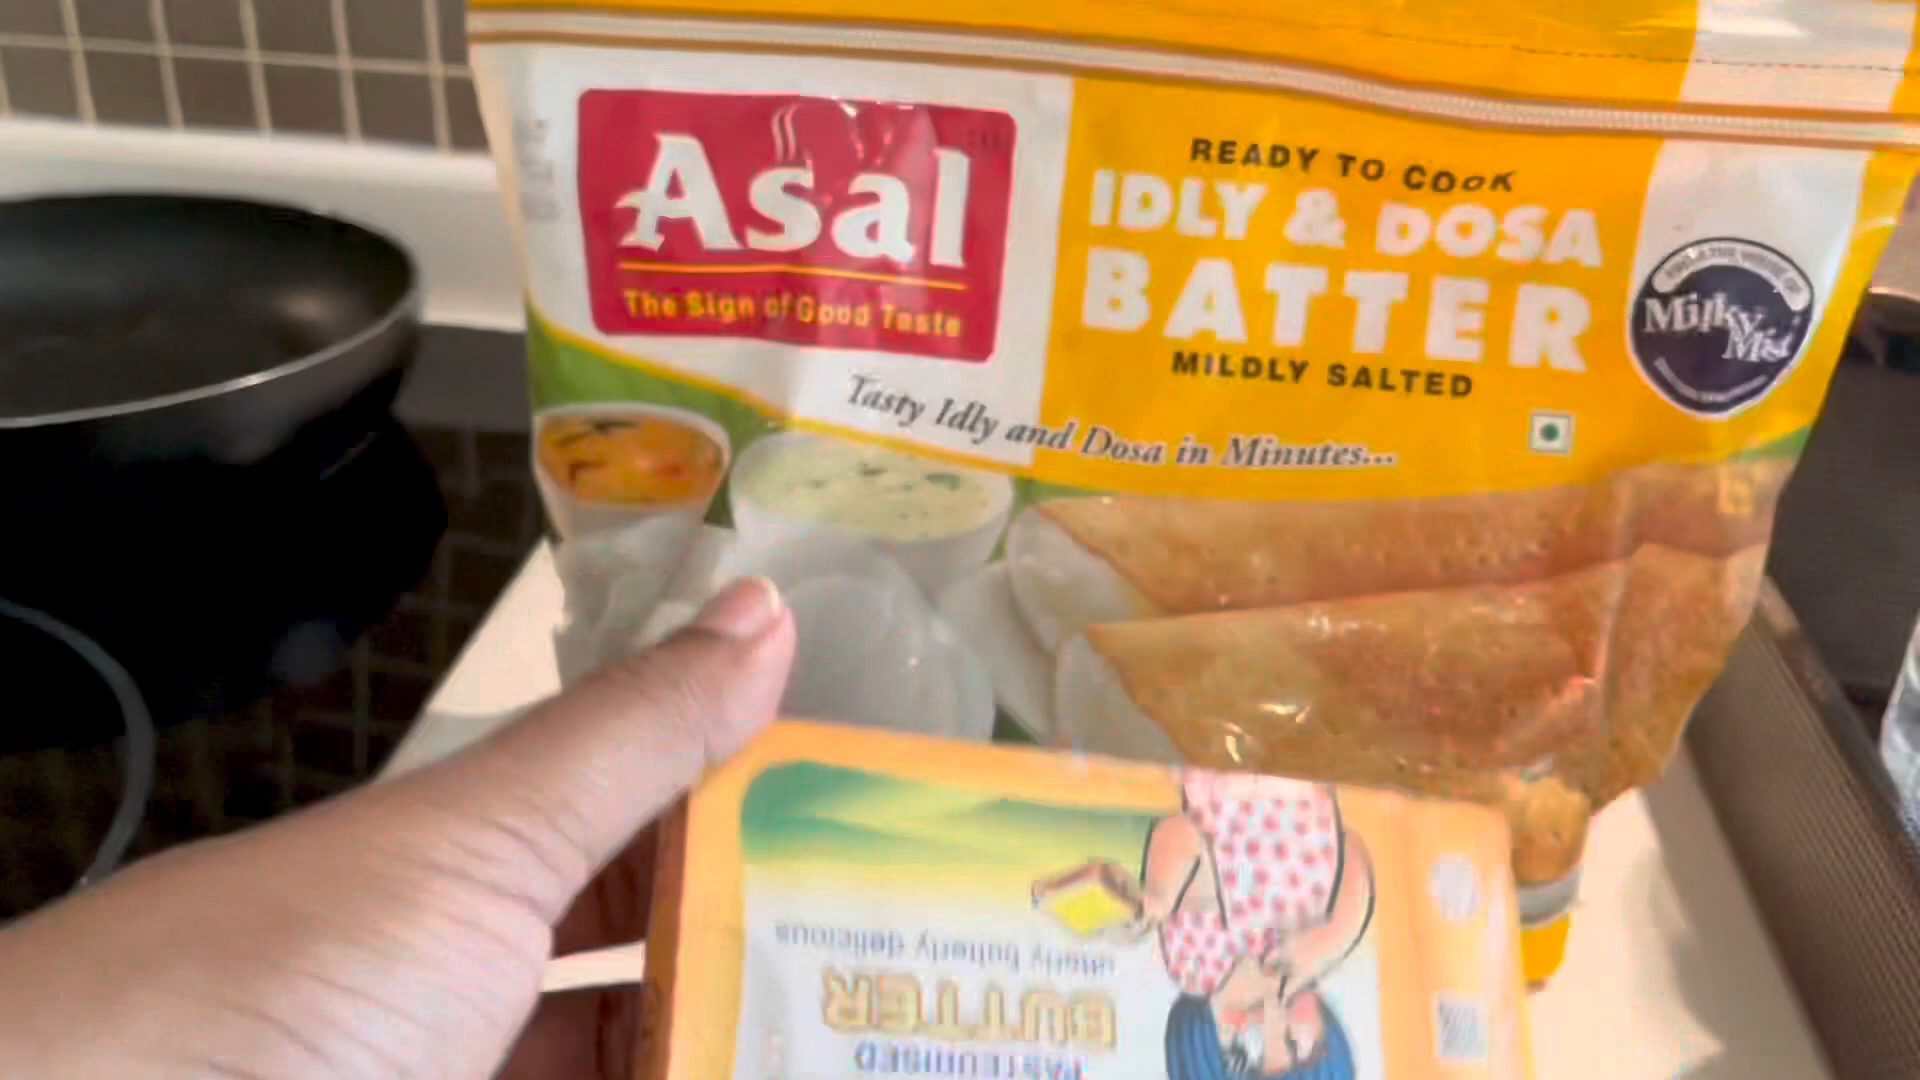 Asal
The Sign of Good Taste
READY TO COOK
IDLY & DOSA
BATTER
MILDLY SALTED
Tasty Idly and Dosa in Minutes...
Milky
Mist
utterly butterly delicious
BUTTER
PASTEURISED